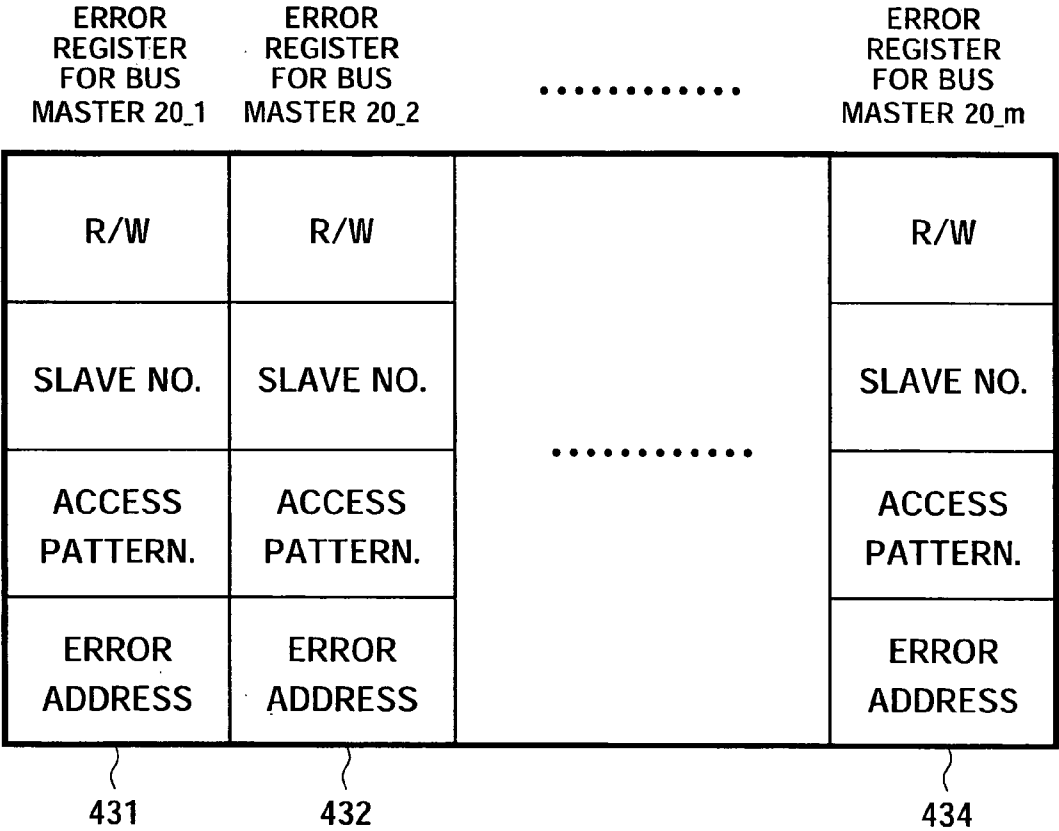 ERROR
REGISTER
FOR BUS
MASTER 20_1
ERROR
REGISTER
FOR BUS
MASTER 20_2
............
ERROR
REGISTER
FOR BUS
MASTER 20_m
R/W
R/W
R/W
SLAVE NO.
SLAVE NO.
SLAVE NO.
ACCESS
PATTERN.
ACCESS
PATTERN.
............
ACCESS
PATTERN.
ERROR
ADDRESS
ERROR
ADDRESS
ERROR
ADDRESS
431
432
434